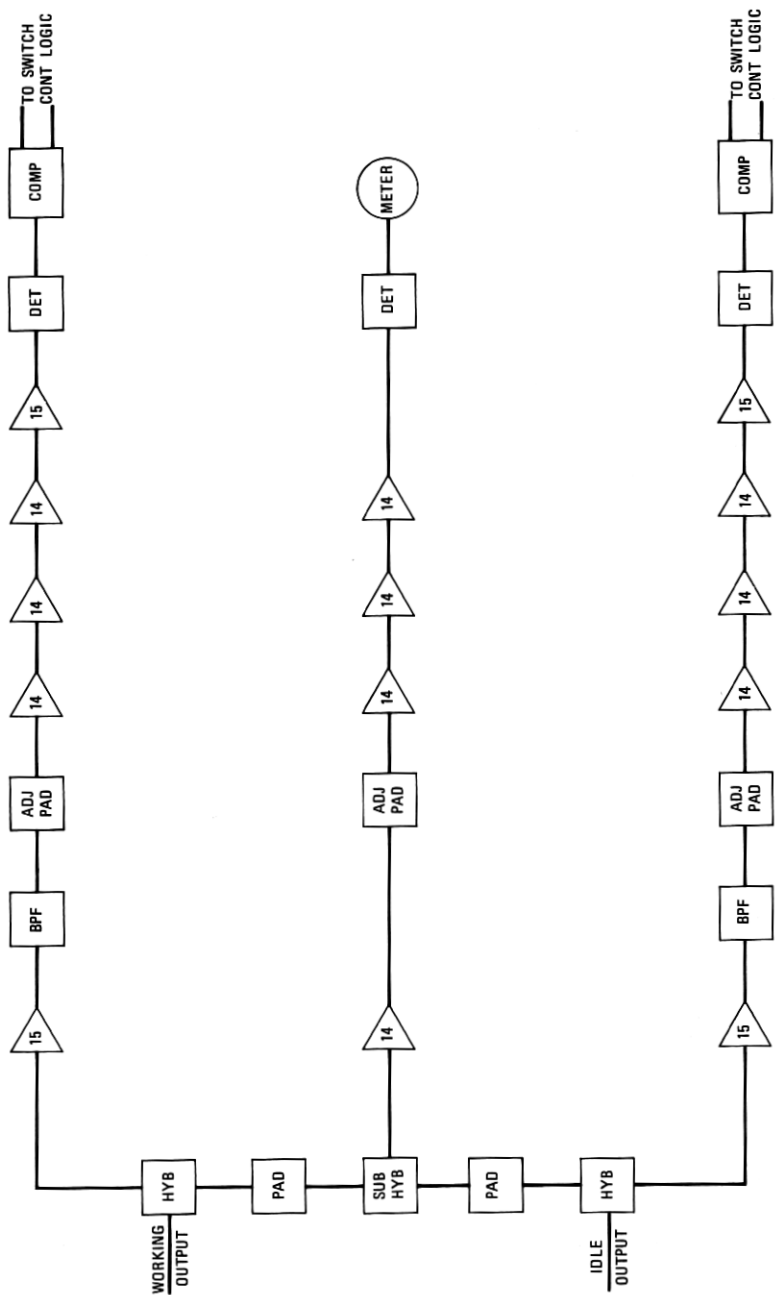 15
BPF
ADJ
PAD
14
14
14
15
DET
COMP
TO SWITCH
CONT LOGIC
WORKING
OUTPUT
HYB
PAD
SUB
HYB
14
ADJ
PAD
14
14
14
DET
METER
PAD
IDLE
OUTPUT
HYB
15
BPF
ADJ
PAD
14
14
14
15
DET
COMP
TO SWITCH
CONT LOGIC